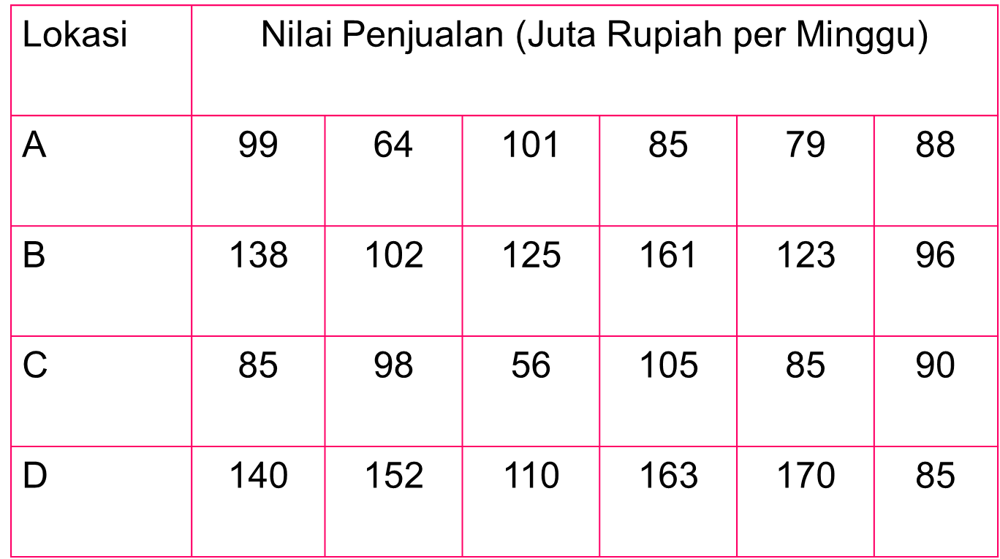 Lokasi Nilai Penjualan (Juta Rupiah per Minggu)
A 99 64 101 85 79 88
B 138 102 125 161 123 96
C 85 98 56 105 85 90
D 140 152 110 163 170 85